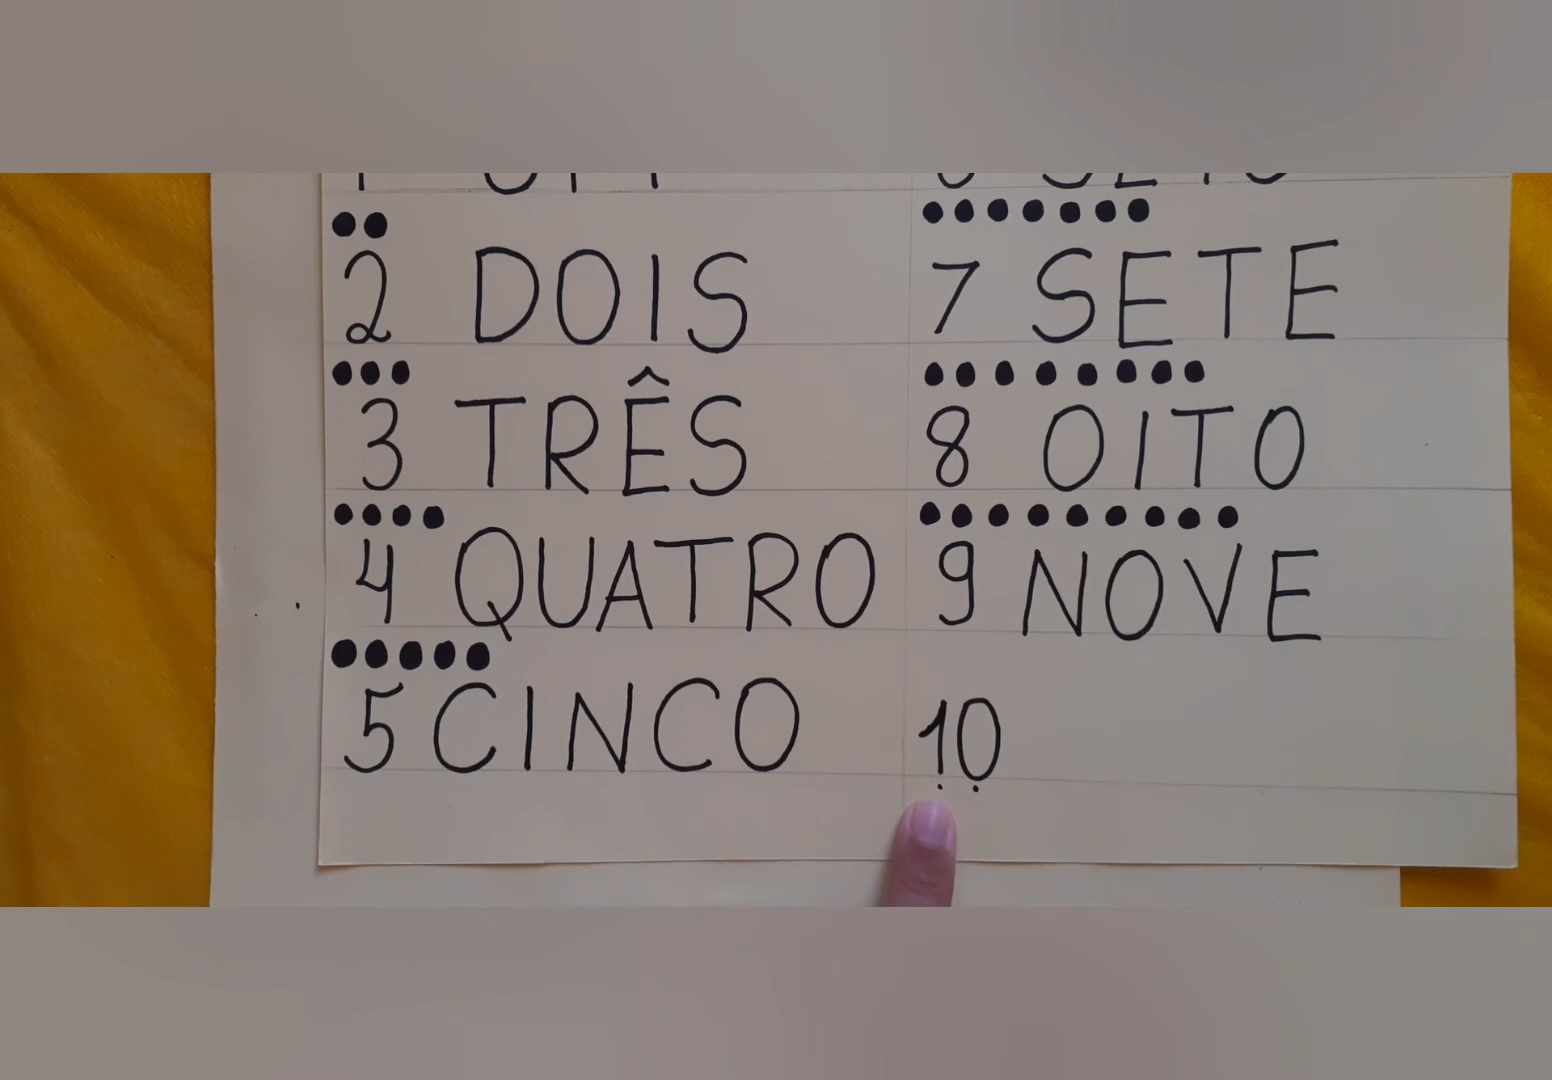 2 DOIS
3 TRÊS
4 QUATRO
5 CINCO
7 SETE
8 OITO
9 NOVE
10